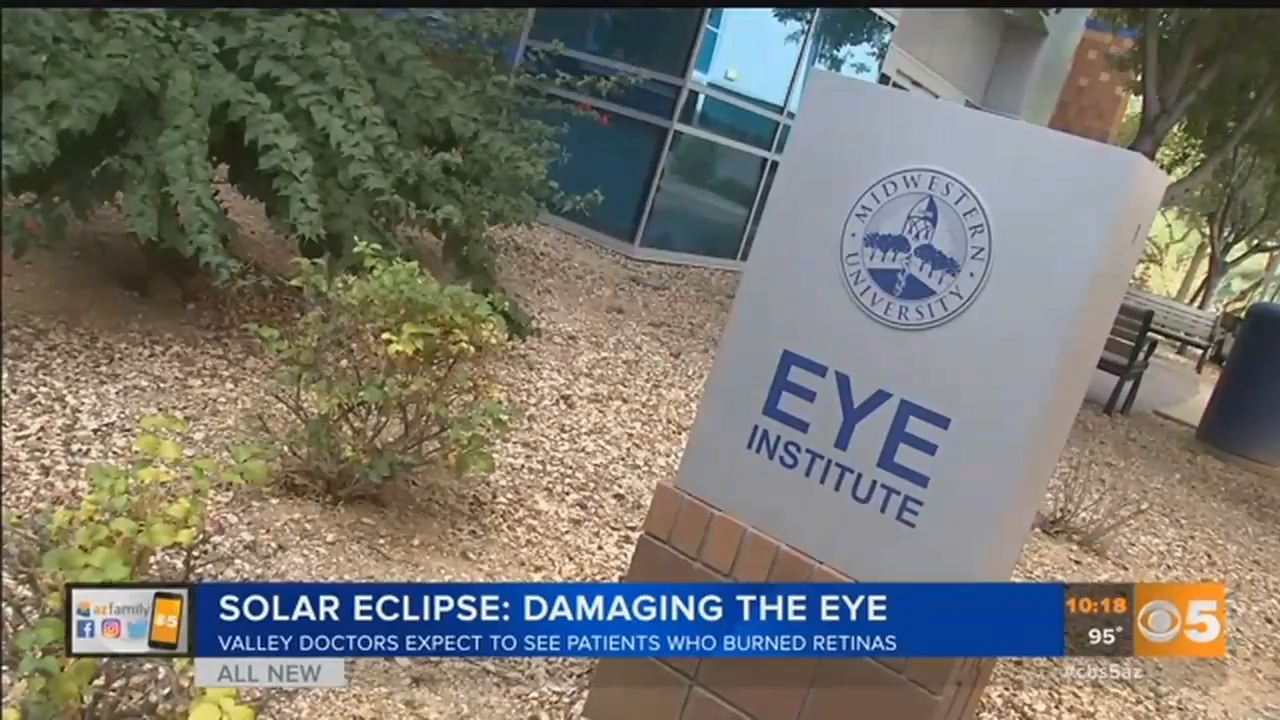 MIDWESTERN
UNIVERSITY
EYE
INSTITUTE
azfamily
SOLAR ECLIPSE: DAMAGING THE EYE
VALLEY DOCTORS EXPECT TO SEE PATIENTS WHO BURNED RETINAS
ALL NEW
10:18
95°
5
#cbs5az